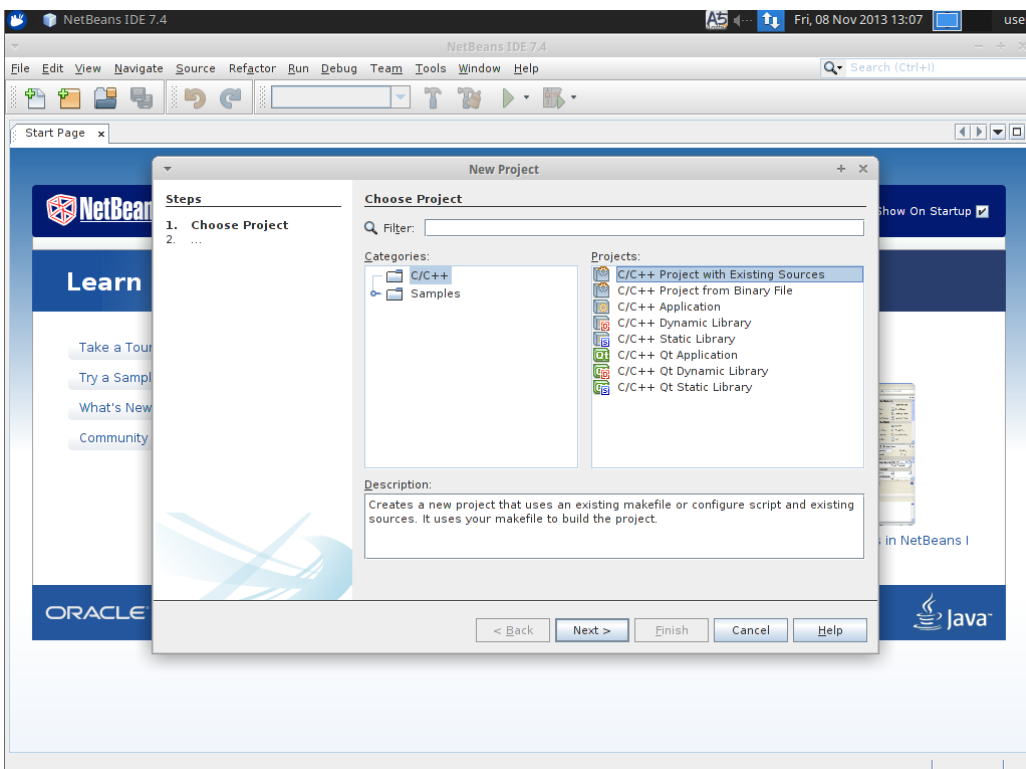 NetBeans IDE 7.4
Fri, 08 Nov 2013 13:07
use
NetBeans IDE 7.4
File Edit View Navigate Source Refactor Run Debug Team Tools Window Help
Search (Ctrl+I)
Start Page
New Project
NetBean
Show On Startup
Learn
Take a Tour
Try a Sampl
What's New
Community
s in NetBeans I
ORACLE
Java
Steps
1. Choose Project
2. ...
Choose Project
Filter:
Categories:
C/C++
Samples
Projects:
C/C++ Project with Existing Sources
C/C++ Project from Binary File
C/C++ Application
C/C++ Dynamic Library
C/C++ Static Library
C/C++ Qt Application
C/C++ Qt Dynamic Library
C/C++ Qt Static Library
Description:
Creates a new project that uses an existing makefile or configure script and existing
sources. It uses your makefile to build the project.
< Back Next > Finish Cancel Help